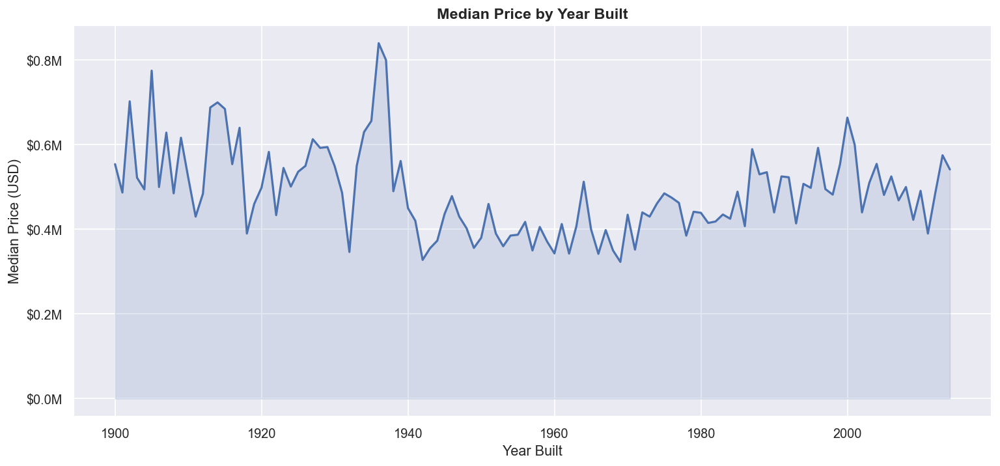 Median Price by Year Built
$0.8M
$0.6M
$0.4M
$0.2M
$0.0M
Median Price (USD)
1900 1920 1940 1960 1980 2000
Year Built